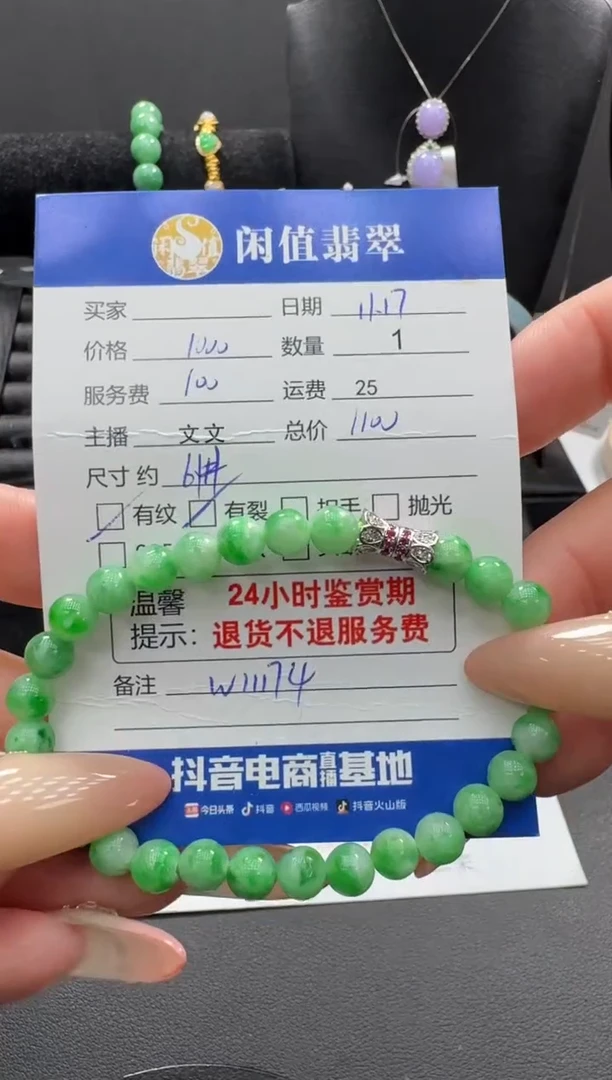 闲值翡翠
买家 日期 11.17
价格 1000 数量 1
服务费 100 运费 25
主播 文文 总价 1100
尺寸 约 6#
有纹 有裂 抛光
温馨 24小时鉴赏期
提示: 退货不退服务费
备注 W11174
抖音电商直播基地
今日头条 抖音 西瓜视频 抖音火山版